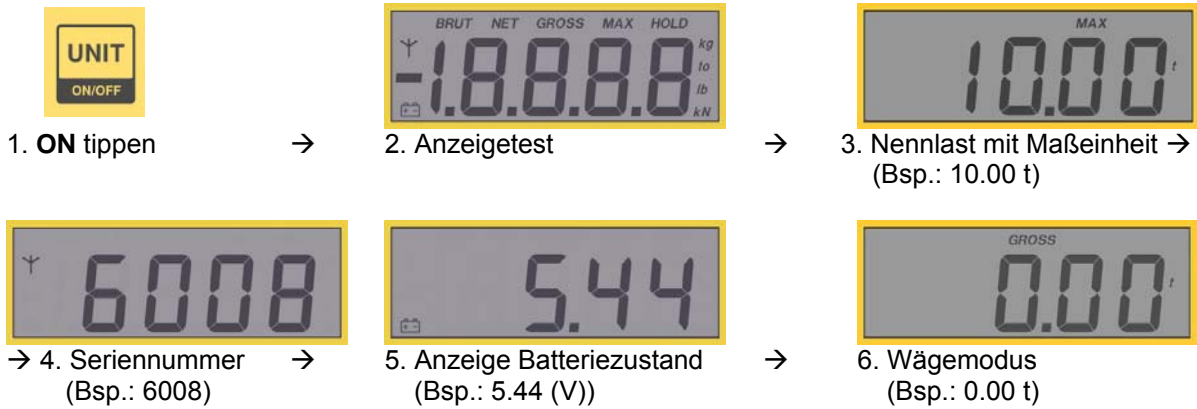 UNIT
ON/OFF
1. ON tippen →
BRUT NET GROSS MAX HOLD
-1.8.8.8.8
kg
to
lb
kN
2. Anzeigetest →
MAX
10.00 t
3. Nennlast mit Maßeinheit →
(Bsp.: 10.00 t)
6008
→ 4. Seriennummer →
(Bsp.: 6008)
5.44
5. Anzeige Batteriezustand →
(Bsp.: 5.44 (V))
GROSS
0.00 t
6. Wägemodus
(Bsp.: 0.00 t)